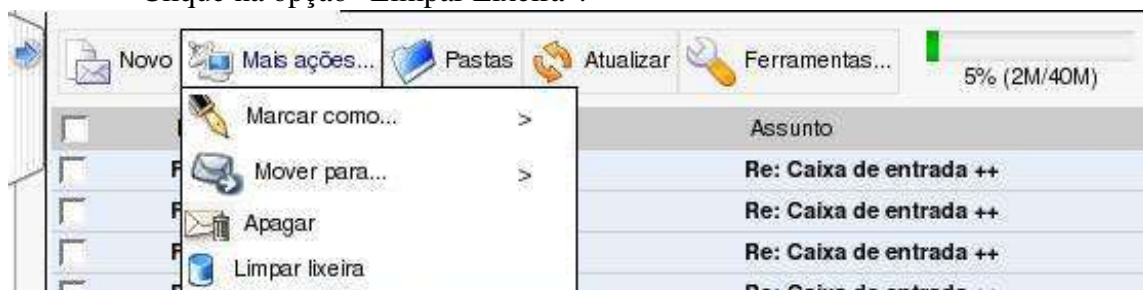 Clique na opção "Limpar Lixeira".
Novo Mais ações... Pastas Atualizar Ferramentas... 5% (2M/40M)
Marcar como... > Assunto
Mover para... > Re: Caixa de entrada ++
Apagar Re: Caixa de entrada ++
Limpar lixeira Re: Caixa de entrada ++
Re: Caixa de entrada ++